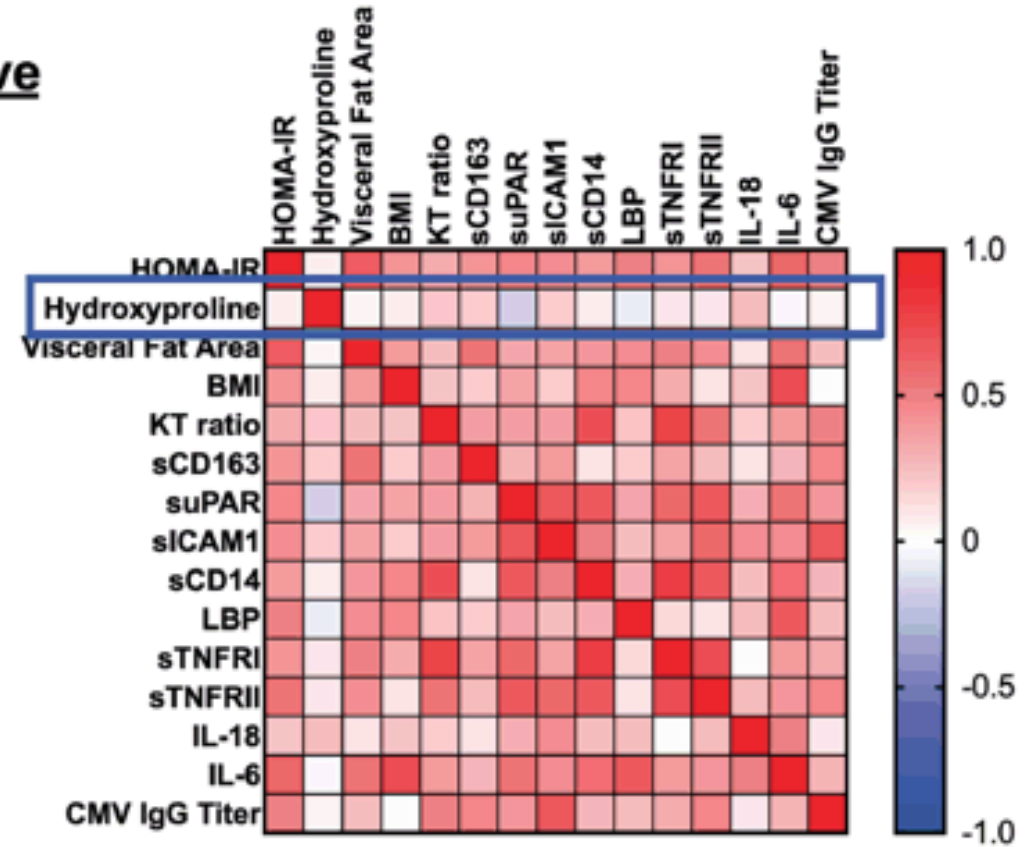 ve
HOMA-IR
Hydroxyproline
Visceral Fat Area
BMI
KT ratio
sCD163
suPAR
sICAM1
sCD14
LBP
sTNFRI
sTNFRII
IL-18
IL-6
CMV IgG Titer
HOMA-IR
Hydroxyproline
Visceral Fat Area
BMI
KT ratio
sCD163
suPAR
sICAM1
sCD14
LBP
sTNFRI
sTNFRII
IL-18
IL-6
CMV IgG Titer
1.0
0.5
0
-0.5
-1.0